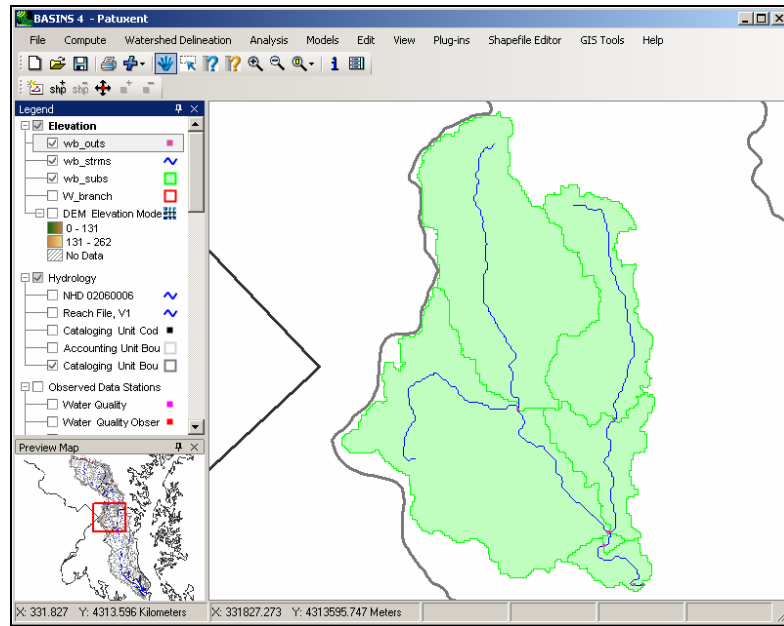 BASINS 4 - Patuxent
File Compute Watershed Delineation Analysis Models Edit View Plug-ins Shapefile Editor GIS Tools Help
shp shp
Legend
Elevation
wb_outs
wb_strms
wb_subs
W_branch
DEM Elevation Mode
0 - 131
131 - 262
No Data
Hydrology
NHD 02060006
Reach File, V1
Cataloging Unit Cod
Accounting Unit Bou
Cataloging Unit Bou
Observed Data Stations
Water Quality
Water Quality Obser
Preview Map
X: 331.827 Y: 4313.596 Kilometers X: 331827.273 Y: 4313595.747 Meters